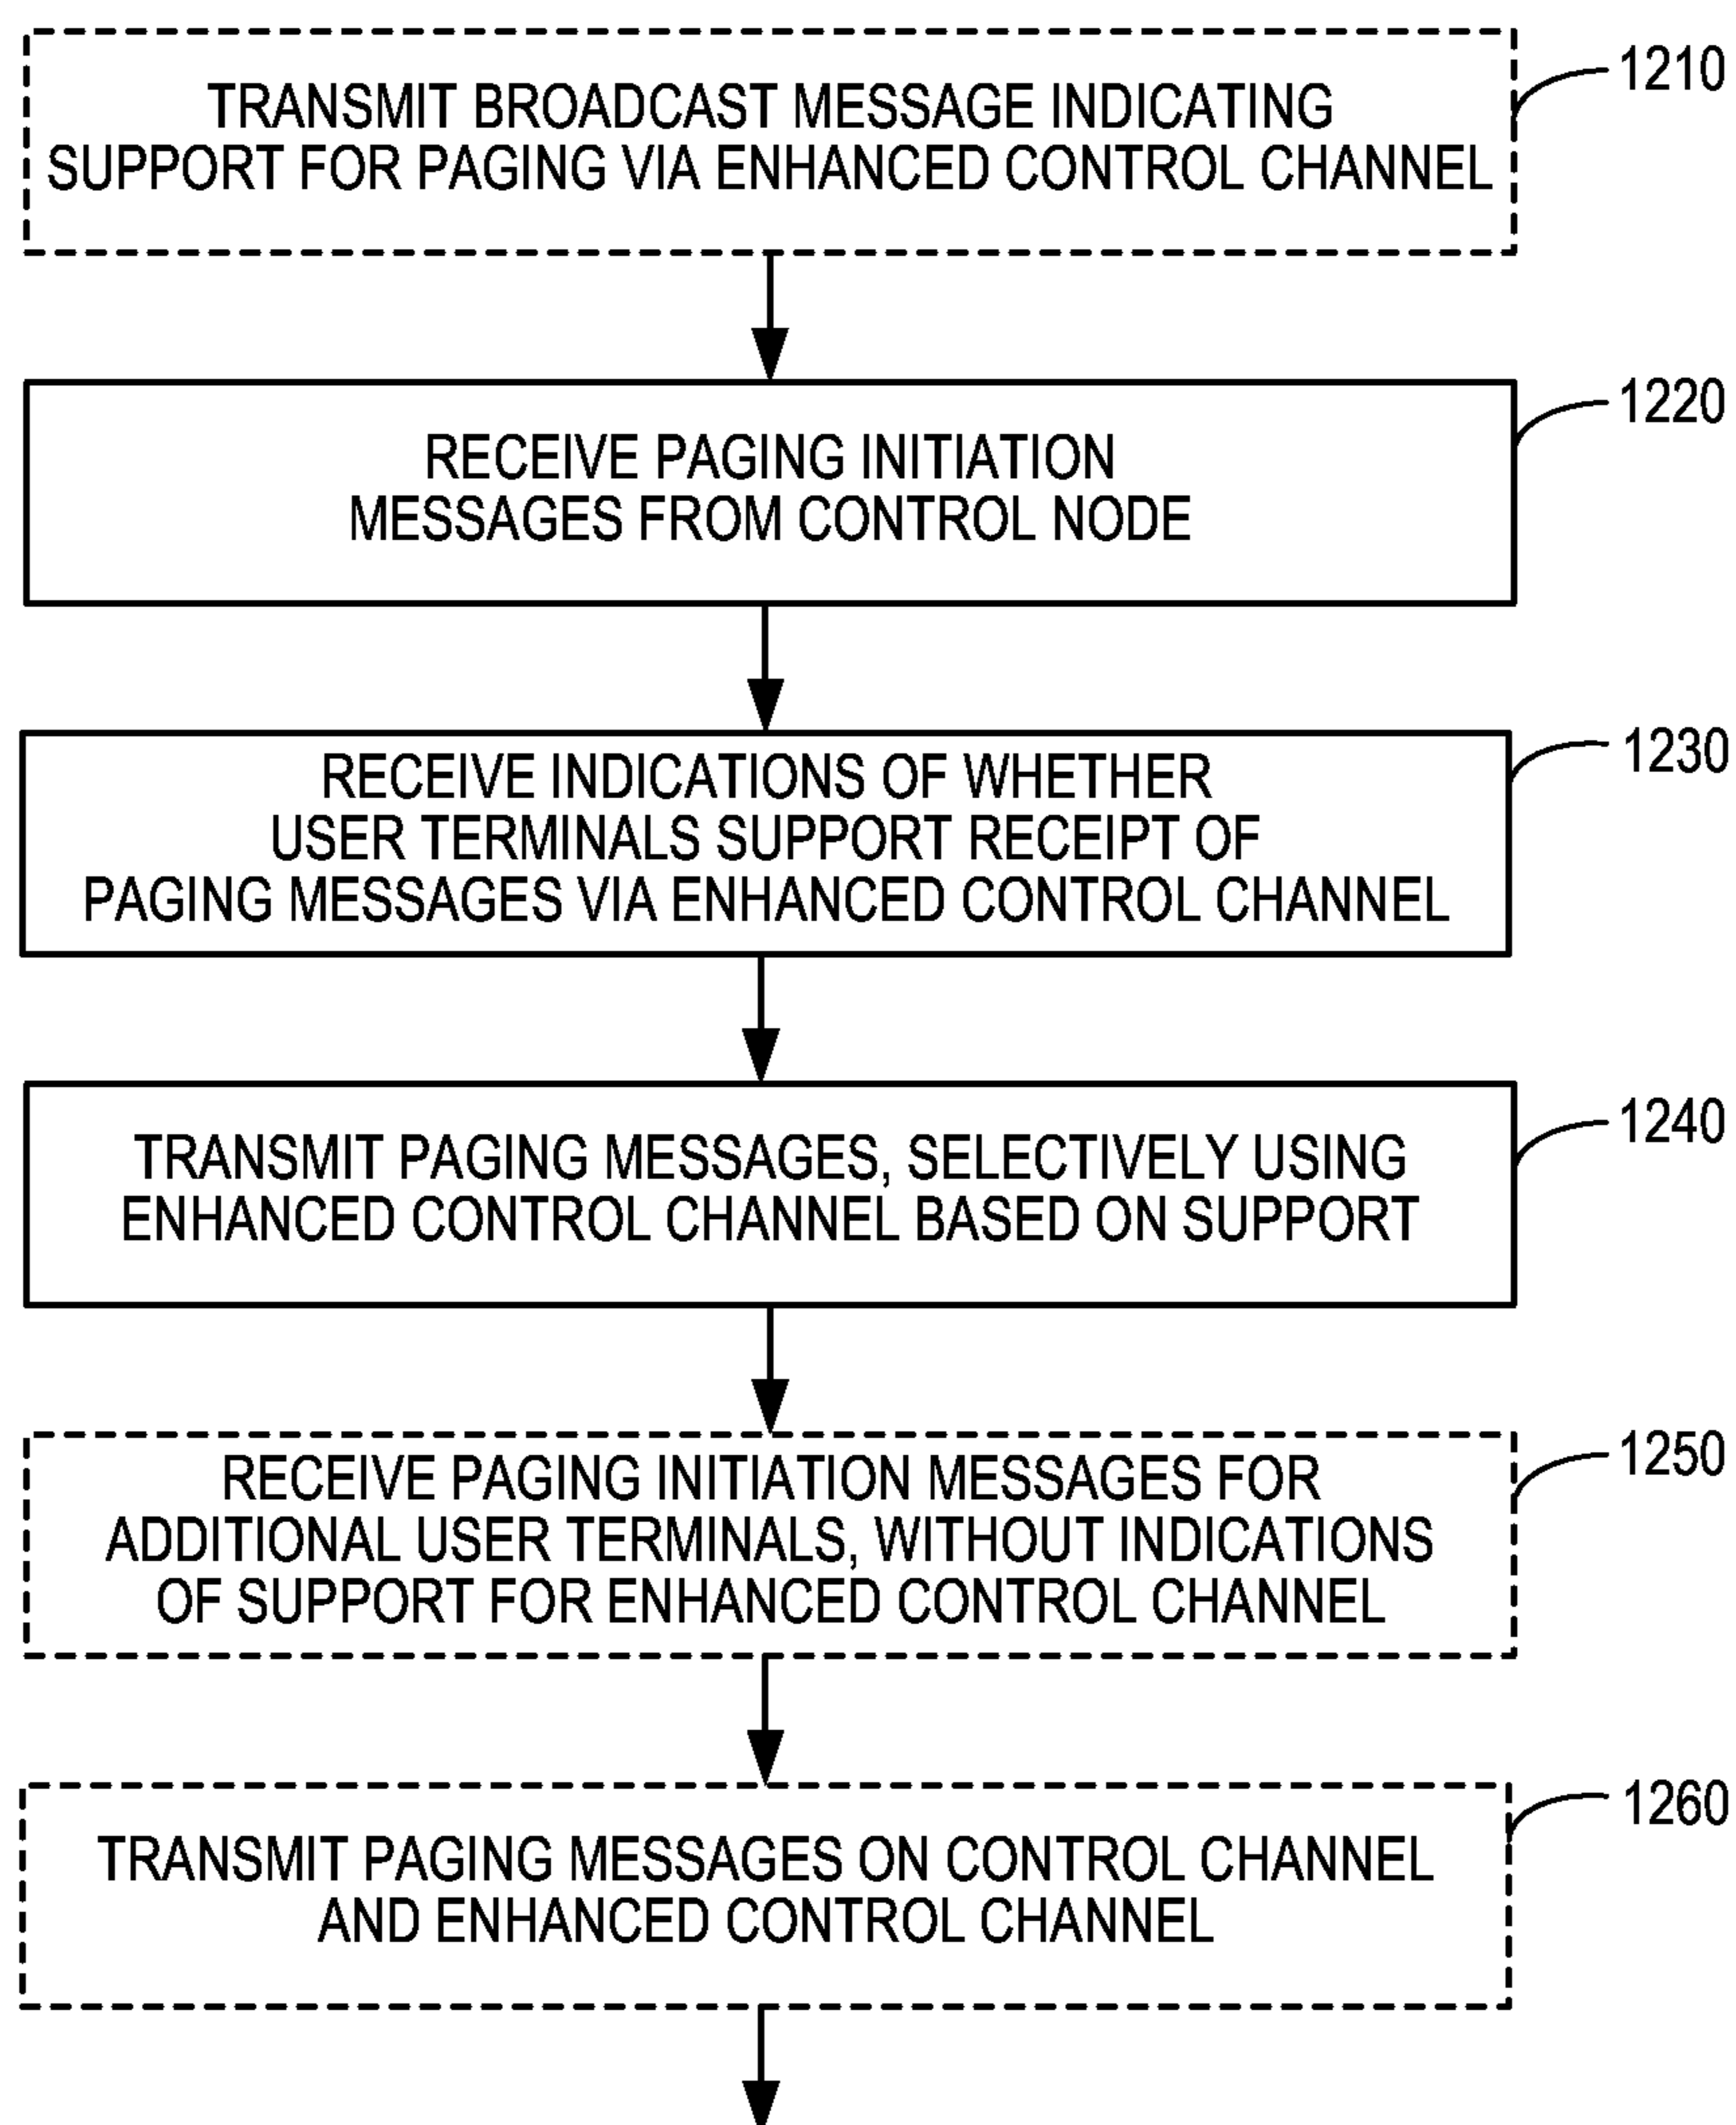 TRANSMIT BROADCAST MESSAGE INDICATING
SUPPORT FOR PAGING VIA ENHANCED CONTROL CHANNEL
1210
RECEIVE PAGING INITIATION
MESSAGES FROM CONTROL NODE
1220
RECEIVE INDICATIONS OF WHETHER
USER TERMINALS SUPPORT RECEIPT OF
PAGING MESSAGES VIA ENHANCED CONTROL CHANNEL
1230
TRANSMIT PAGING MESSAGES, SELECTIVELY USING
ENHANCED CONTROL CHANNEL BASED ON SUPPORT
1240
RECEIVE PAGING INITIATION MESSAGES FOR
ADDITIONAL USER TERMINALS, WITHOUT INDICATIONS
OF SUPPORT FOR ENHANCED CONTROL CHANNEL
1250
TRANSMIT PAGING MESSAGES ON CONTROL CHANNEL
AND ENHANCED CONTROL CHANNEL
1260